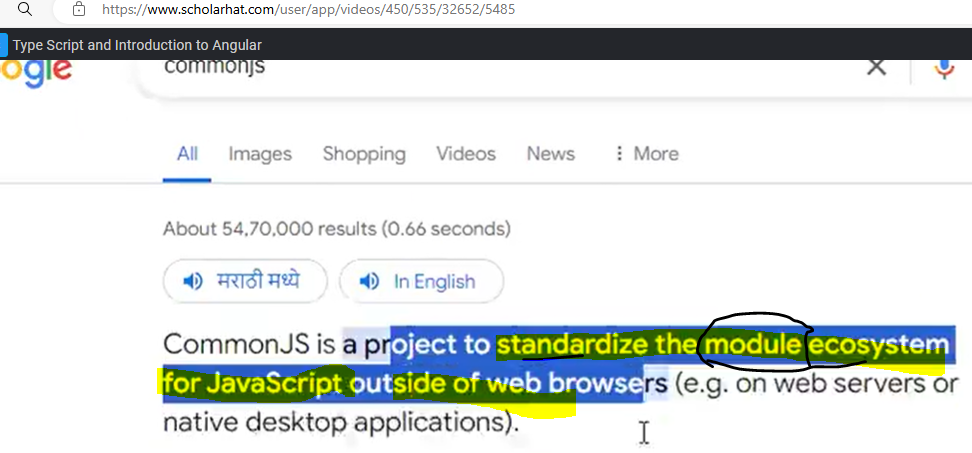 https://www.scholarhat.com/user/app/videos/450/535/32652/5485
Type Script and Introduction to Angular
ogle
commonjs
All Images Shopping Videos News More
About 54,70,000 results (0.66 seconds)
मराठी मध्ये In English
CommonJS is a project to standardize the module ecosystem
for JavaScript outside of web browsers (e.g. on web servers or
native desktop applications).